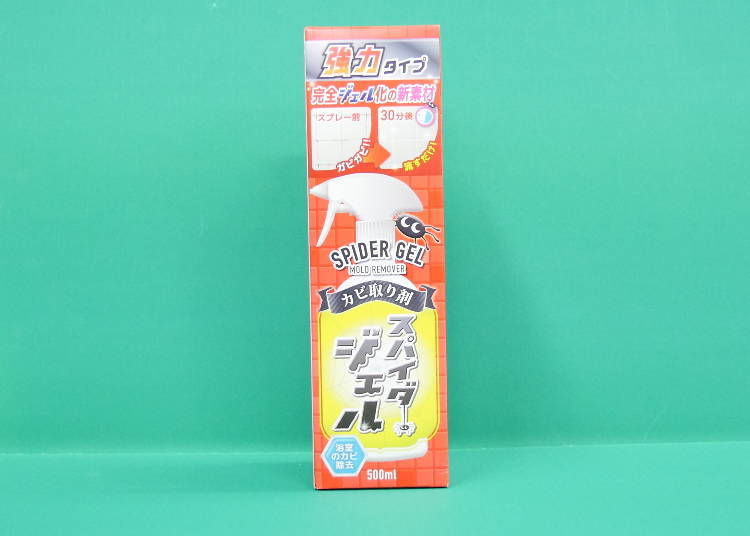 強力タイプ
完全ジェル化の新素材
スプレー前
30分後
カビカビ!!
流すだけ!
SPIDER GEL
MOLD REMOVER
カビ取り剤
スパイダー
ジェル
浴室
のカビ
除去
500ml